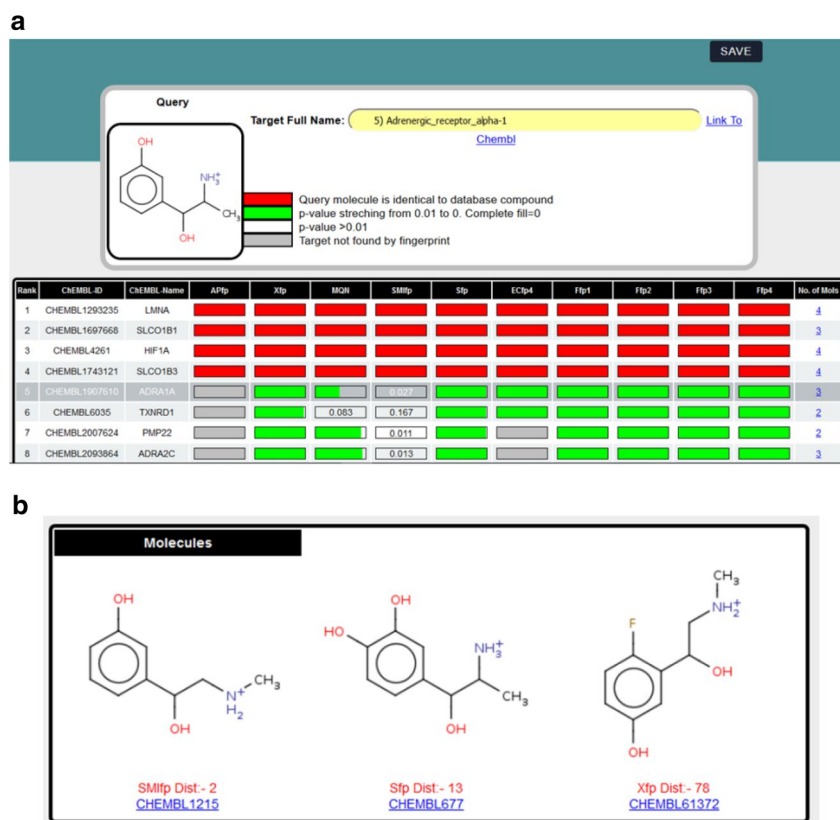 a
SAVE
Query
Target Full Name: 5) Adrenergic_receptor_alpha-1 Link To
Chembl
OH
NH3+
CH3
OH
Query molecule is identical to database compound
p-value streching from 0.01 to 0. Complete fill=0
p-value >0.01
Target not found by fingerprint
Rank ChEMBL-ID ChEMBL-Name APfp Xfp MQN SMIfp Sfp ECfp4 Ffp1 Ffp2 Ffp3 Ffp4 No. of Mols
1 CHEMBL1293235 LMNA 4
2 CHEMBL1697668 SLCO1B1 3
3 CHEMBL4261 HIF1A 4
4 CHEMBL1743121 SLCO1B3 4
5 CHEMBL1907610 ADRA1A 0.027 3
6 CHEMBL6035 TXNRD1 0.083 0.167 2
7 CHEMBL2007624 PMP22 0.011 2
8 CHEMBL2093864 ADRA2C 0.013 3
b
Molecules
OH
N+
H2
CH3
OH
SMIfp Dist:- 2
CHEMBL1215
OH
HO
NH3+
CH3
OH
Sfp Dist:- 13
CHEMBL677
CH3
NH2+
F
OH
OH
Xfp Dist:- 78
CHEMBL61372